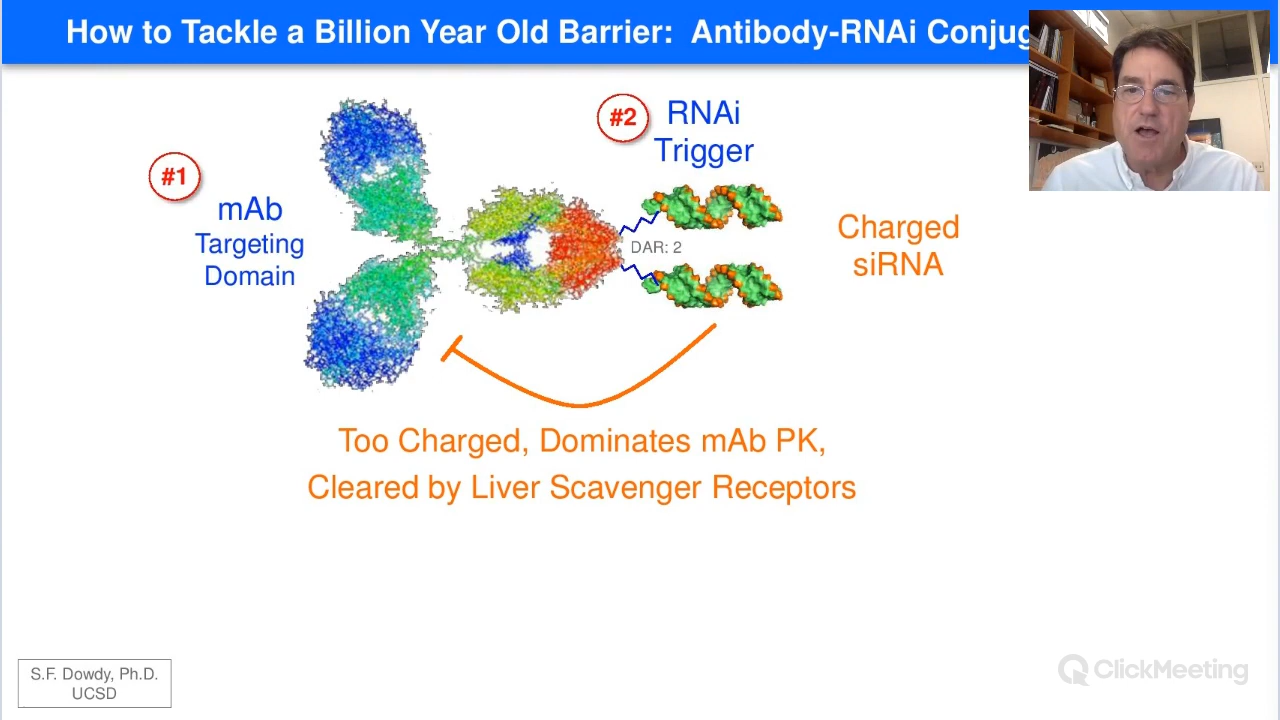 How to Tackle a Billion Year Old Barrier: Antibody-RNAi
#1
mAb
Targeting
Domain
#2
RNAi
Trigger
DAR: 2
Charged
siRNA
Too Charged, Dominates mAb PK,
Cleared by Liver Scavenger Receptors
S.F. Dowdy, Ph.D.
UCSD
ClickMeeting